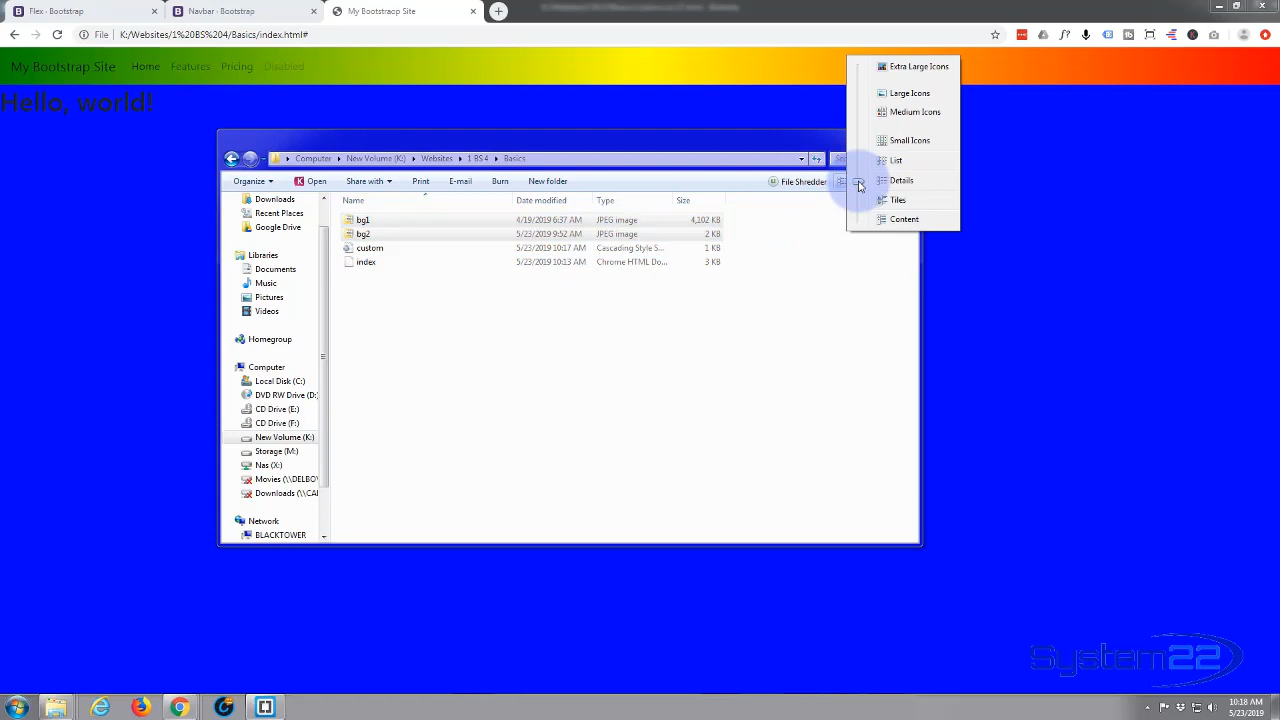 Flex - Bootstrap
Navbar - Bootstrap
My Bootstraop Site
File
K:/Websites/1%20BS%204/Basics/index.html#
My Bootstrap Site
Home
Features
Pricing
Disabled
Hello, world!
Computer
New Volume (K:)
Websites
1 BS 4
Basics
Organize
Open
Share with
Print
E-mail
Burn
New folder
File Shredder
Extra Large Icons
Large Icons
Medium Icons
Small Icons
List
Details
Tiles
Content
Name
Date modified
Type
Size
bg1
4/19/2019 6:37 AM
JPEG image
4,102 KB
bg2
5/23/2019 9:52 AM
JPEG image
2 KB
custom
5/23/2019 10:17 AM
Cascading Style S...
1 KB
index
5/23/2019 10:13 AM
Chrome HTML Do...
3 KB
Downloads
Recent Places
Google Drive
Libraries
Documents
Music
Pictures
Videos
Homegroup
Computer
Local Disk (C:)
DVD RW Drive (D:)
CD Drive (E:)
CD Drive (F:)
New Volume (K:)
Storage (M:)
Nas (X:)
Movies (\\DELBO
Downloads (\\CA
Network
BLACKTOWER
System22
10:18 AM
5/23/2019